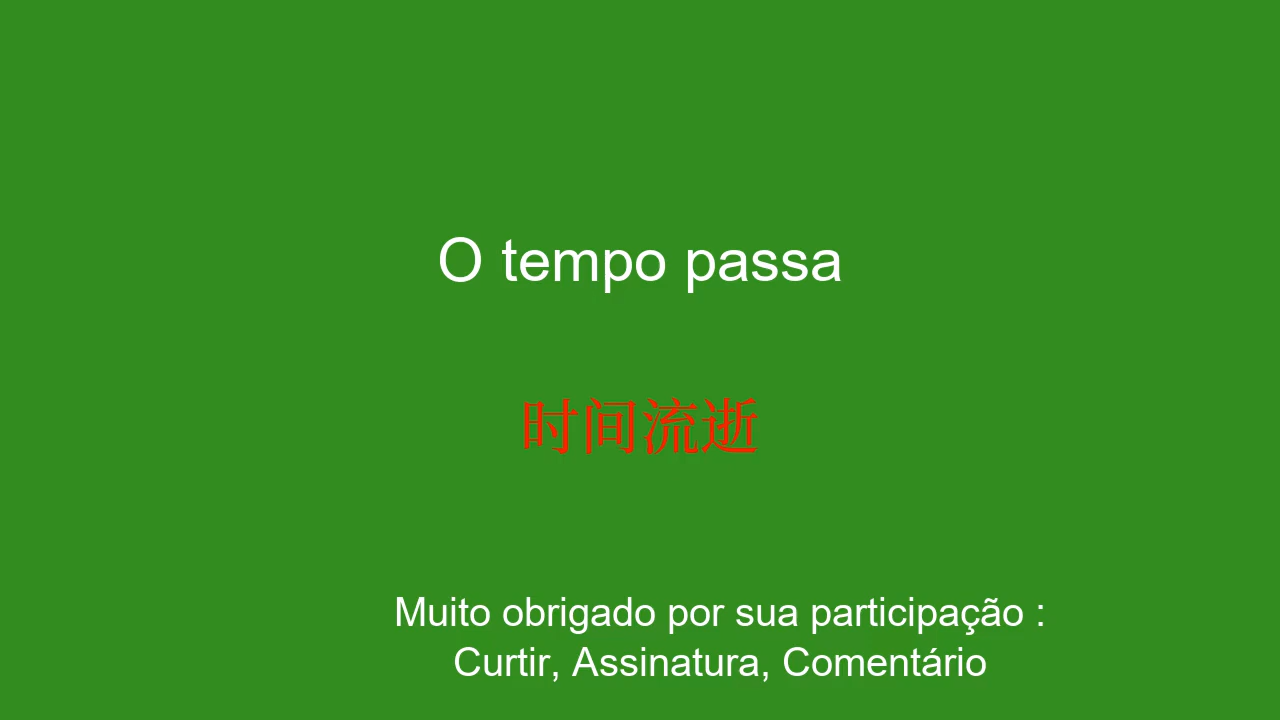 O tempo passa
时间流逝
Muito obrigado por sua participação :
Curtir, Assinatura, Comentário